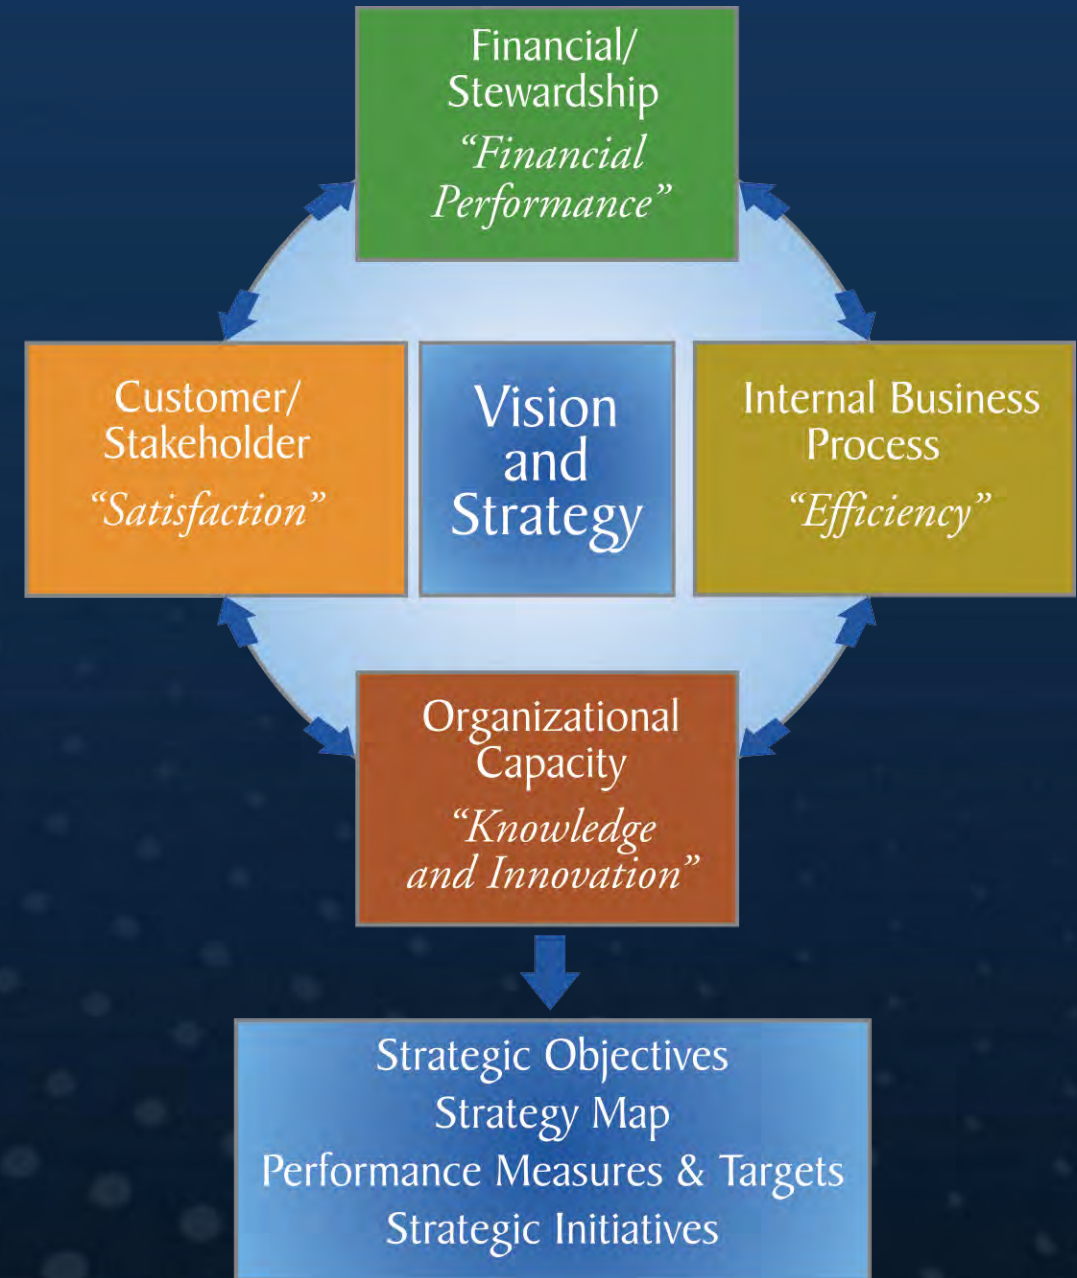 Financial/
Stewardship
“Financial
Performance”
Customer/
Stakeholder
“Satisfaction”
Vision
and
Strategy
Internal Business
Process
“Efficiency”
Organizational
Capacity
“Knowledge
and Innovation”
Strategic Objectives
Strategy Map
Performance Measures & Targets
Strategic Initiatives